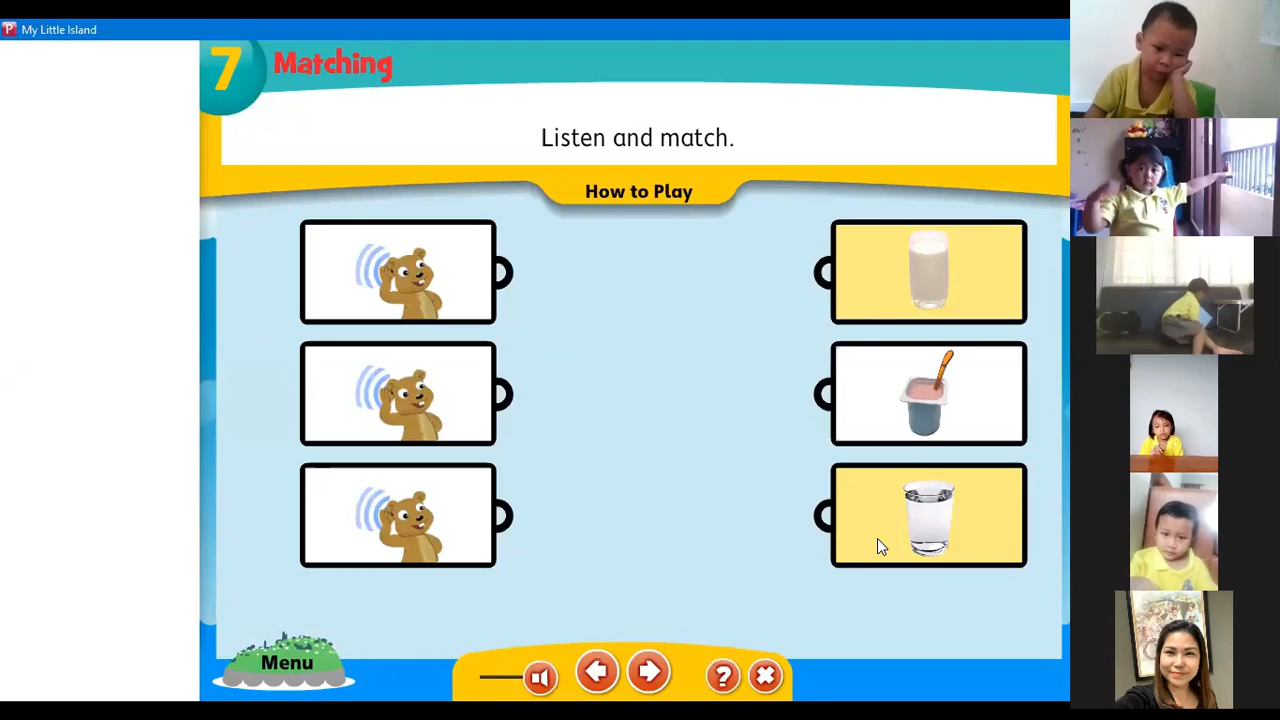 My Little Island
7 Matching
Listen and match.
How to Play
Menu
?